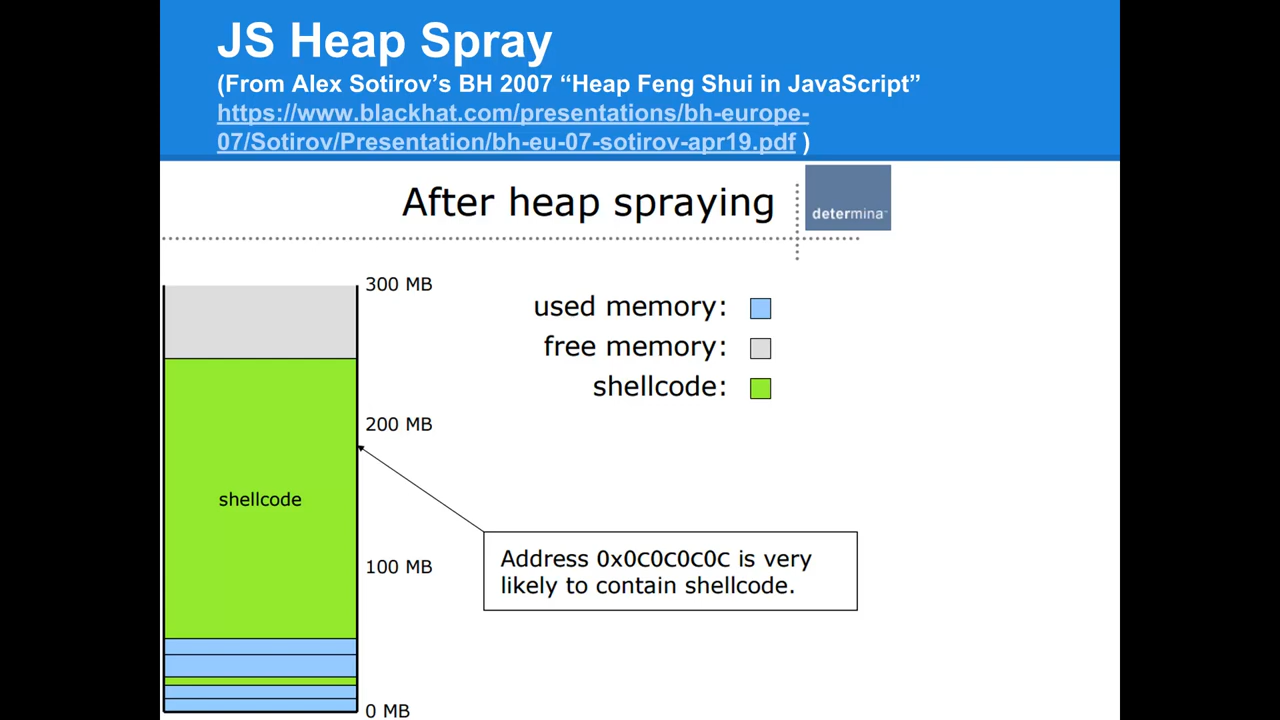 JS Heap Spray
(From Alex Sotirov’s BH 2007 “Heap Feng Shui in JavaScript”
https://www.blackhat.com/presentations/bh-europe-
07/Sotirov/Presentation/bh-eu-07-sotirov-apr19.pdf )
After heap spraying
determina™
300 MB
used memory:
free memory:
shellcode:
200 MB
shellcode
Address 0x0C0C0C0C is very
likely to contain shellcode.
100 MB
0 MB